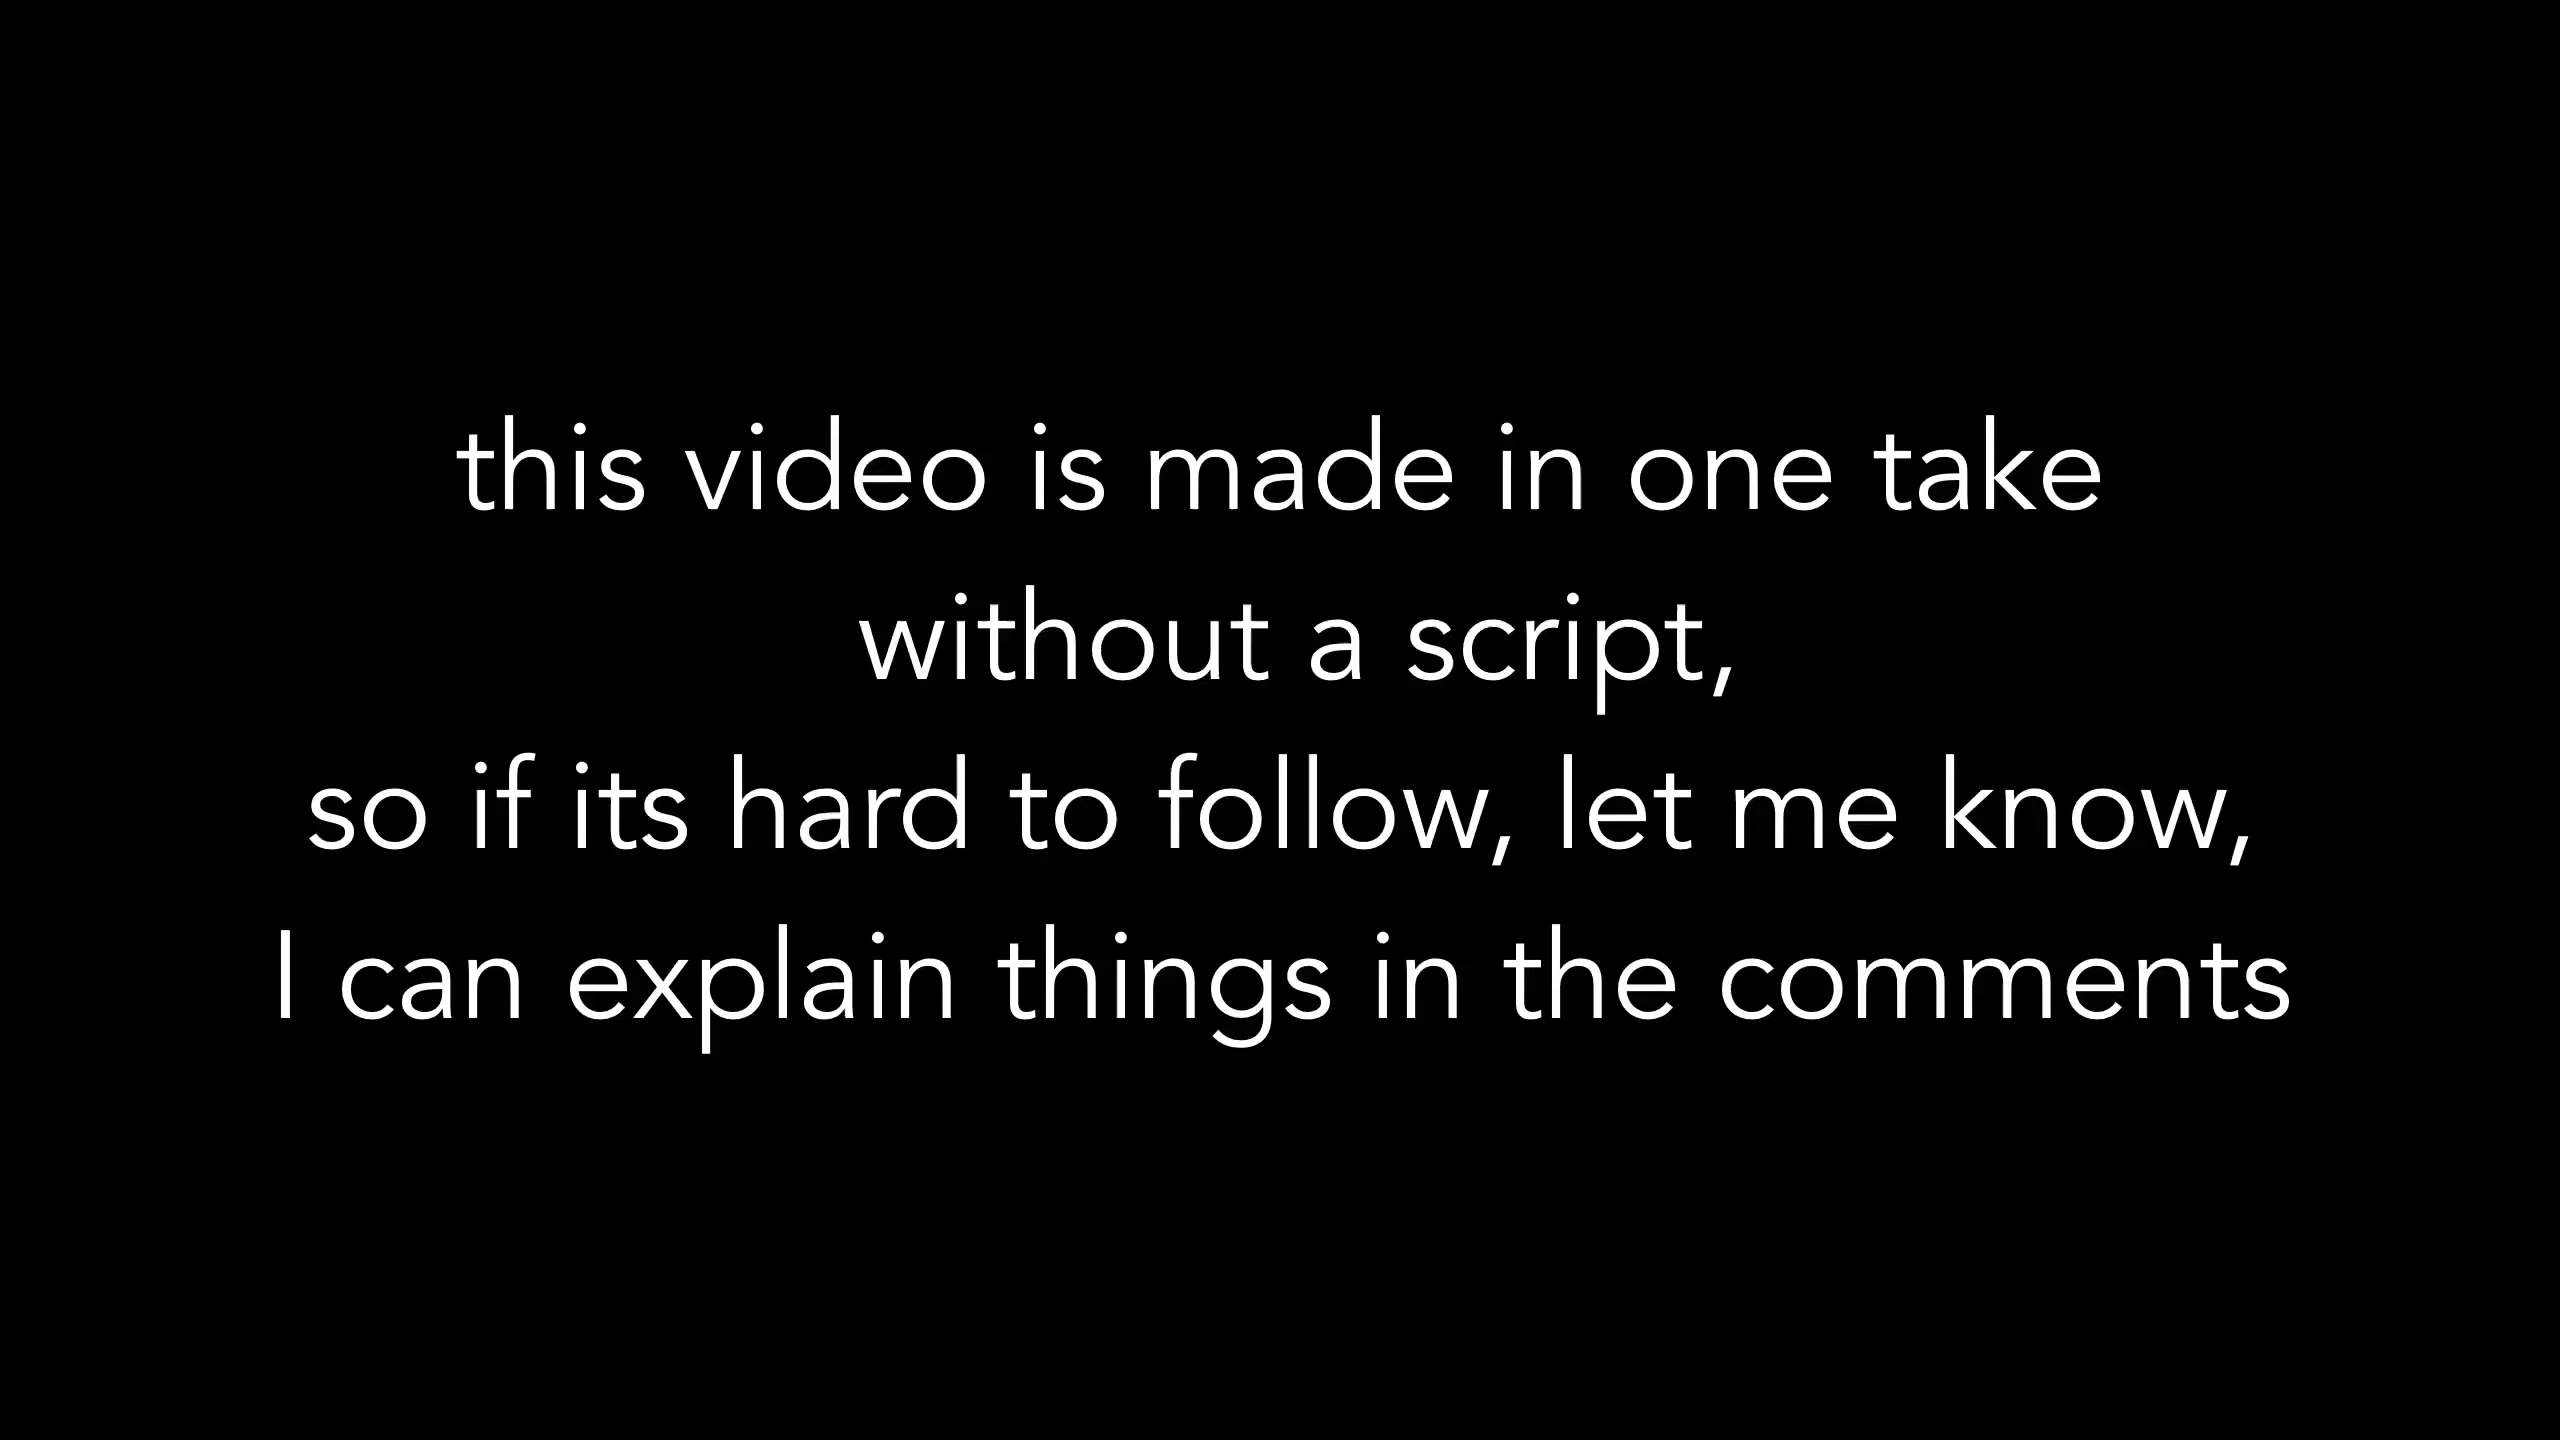 this video is made in one take
without a script,
so if its hard to follow, let me know,
I can explain things in the comments